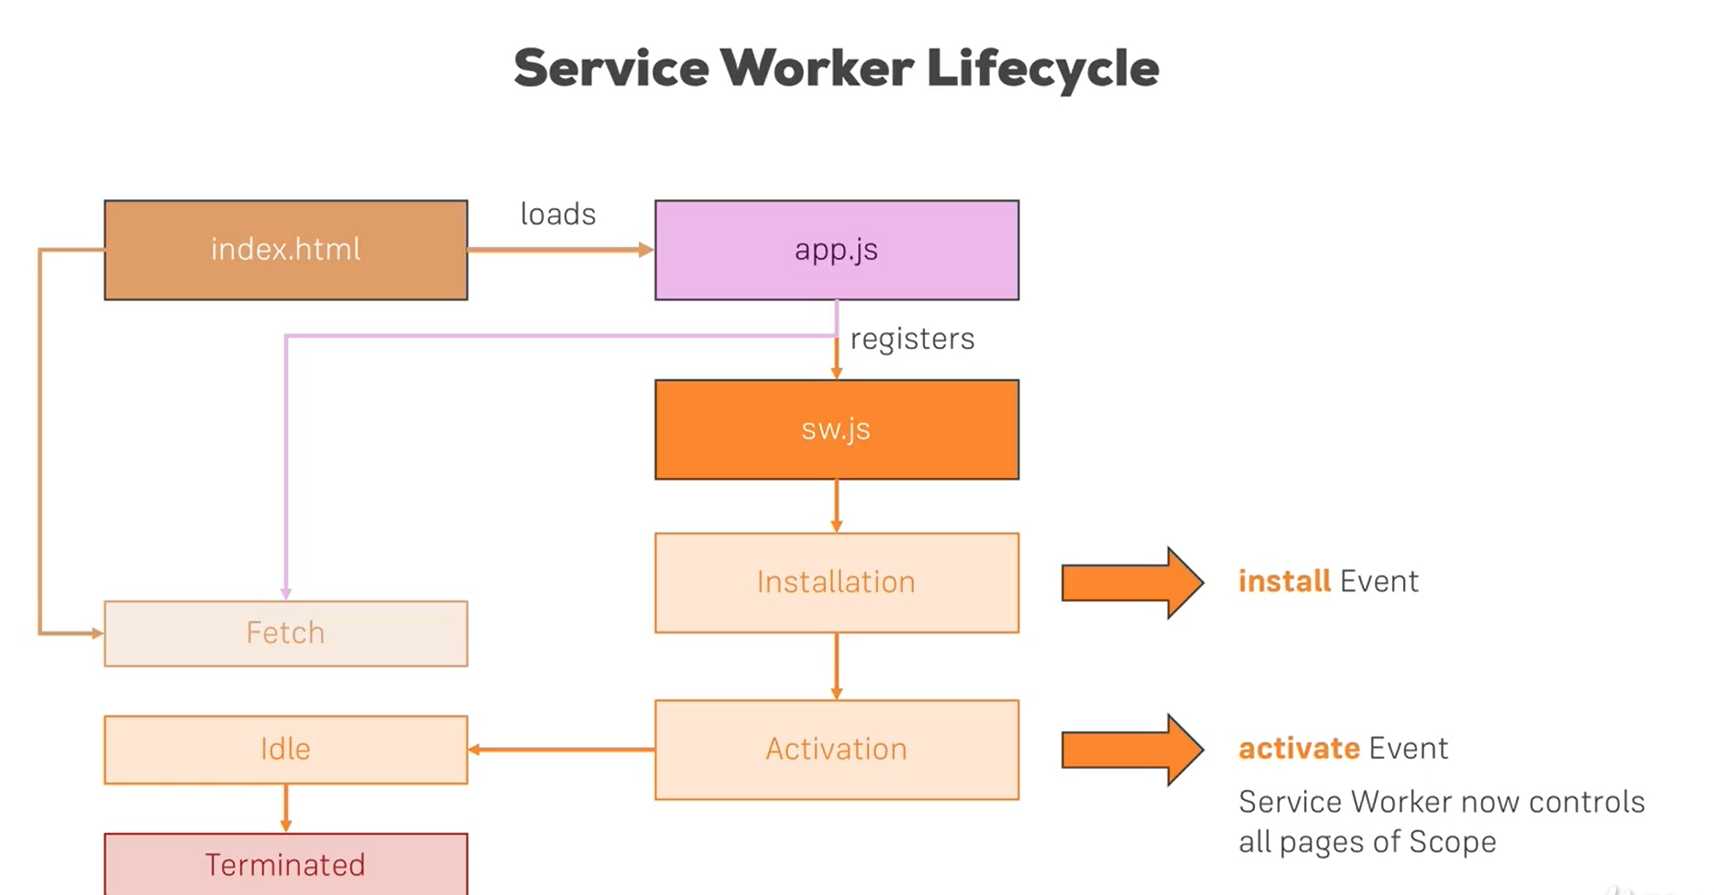 Service Worker Lifecycle
index.html
loads
app.js
registers
sw.js
Installation
install Event
Fetch
Idle
Activation
activate Event
Service Worker now controls
all pages of Scope
Terminated